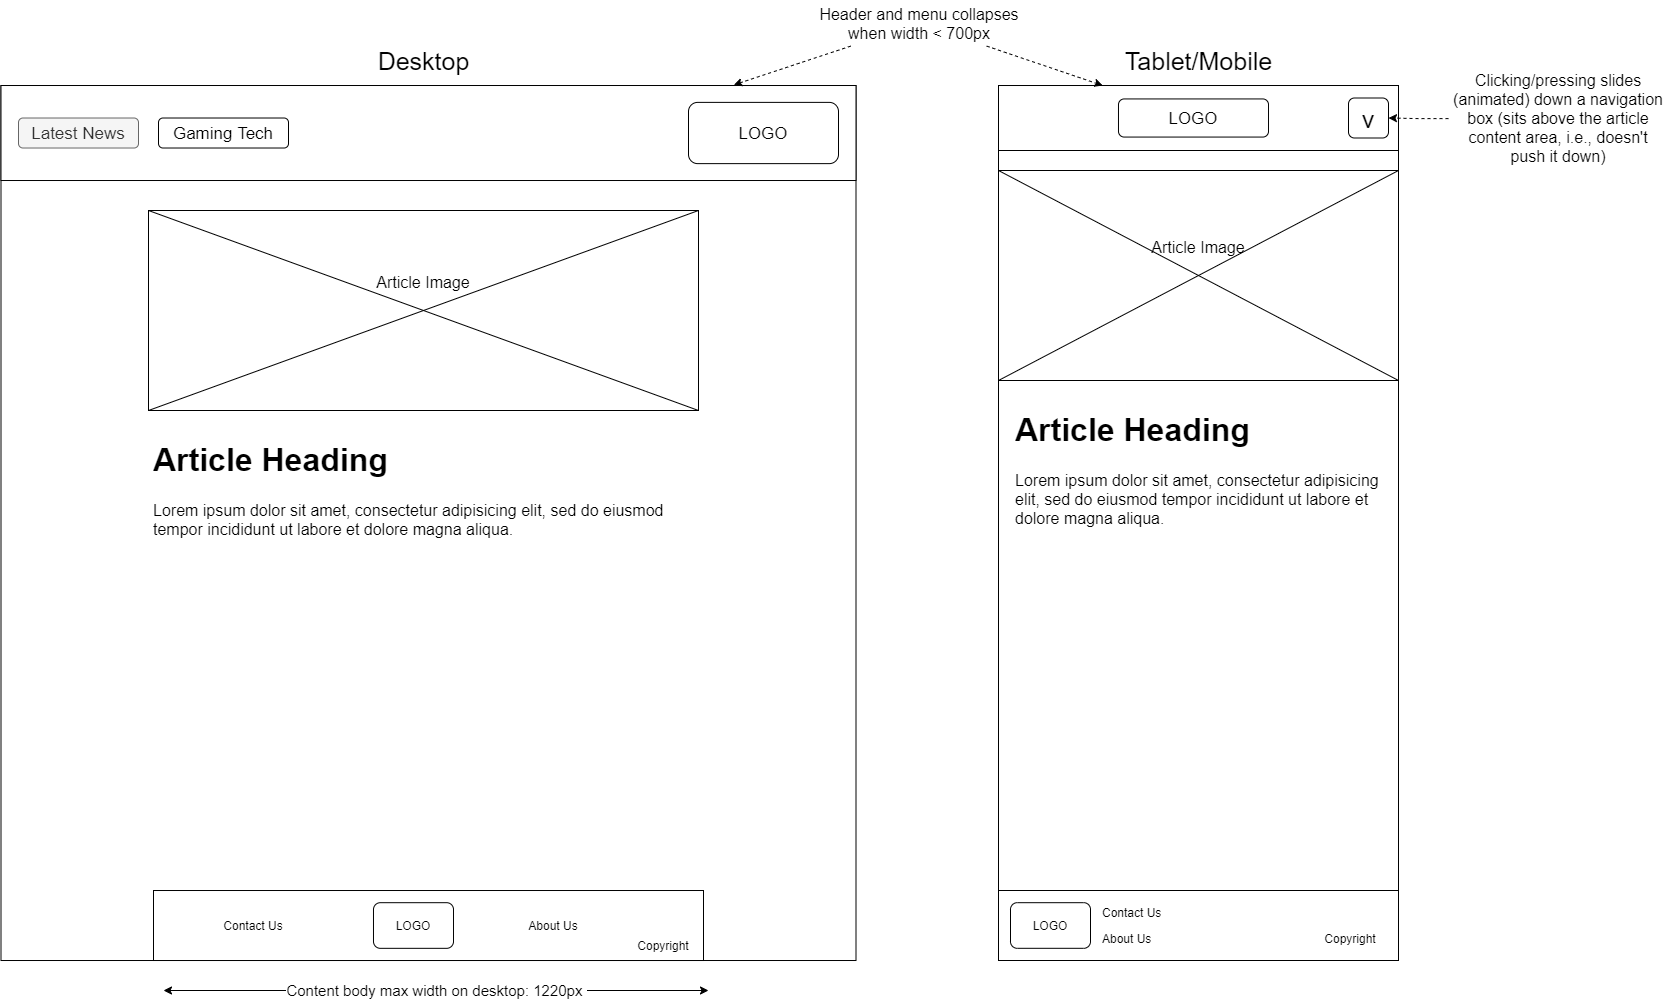 Header and menu collapses
when width < 700px
Desktop
Tablet/Mobile
Clicking/pressing slides
(animated) down a navigation
box (sits above the article
content area, i.e., doesn't
push it down)
Latest News
Gaming Tech
LOGO
Article Image
Article Heading
Lorem ipsum dolor sit amet, consectetur adipisicing elit, sed do eiusmod
tempor incididunt ut labore et dolore magna aliqua.
Contact Us
LOGO
About Us
Copyright
Content body max width on desktop: 1220px
LOGO
V
Article Image
Article Heading
Lorem ipsum dolor sit amet, consectetur adipisicing
elit, sed do eiusmod tempor incididunt ut labore et
dolore magna aliqua.
LOGO
Contact Us
About Us
Copyright